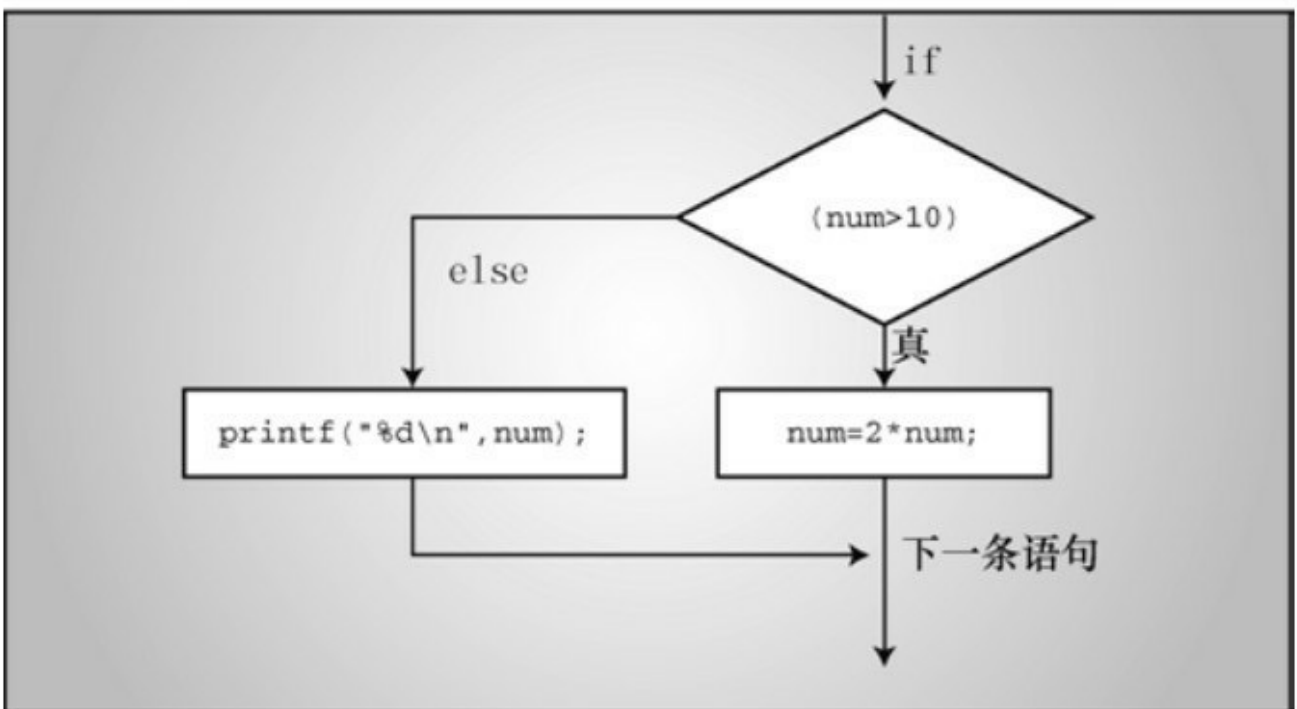 if
(num>10)
else
真
printf("%d\n",num);
num=2*num;
下一条语句